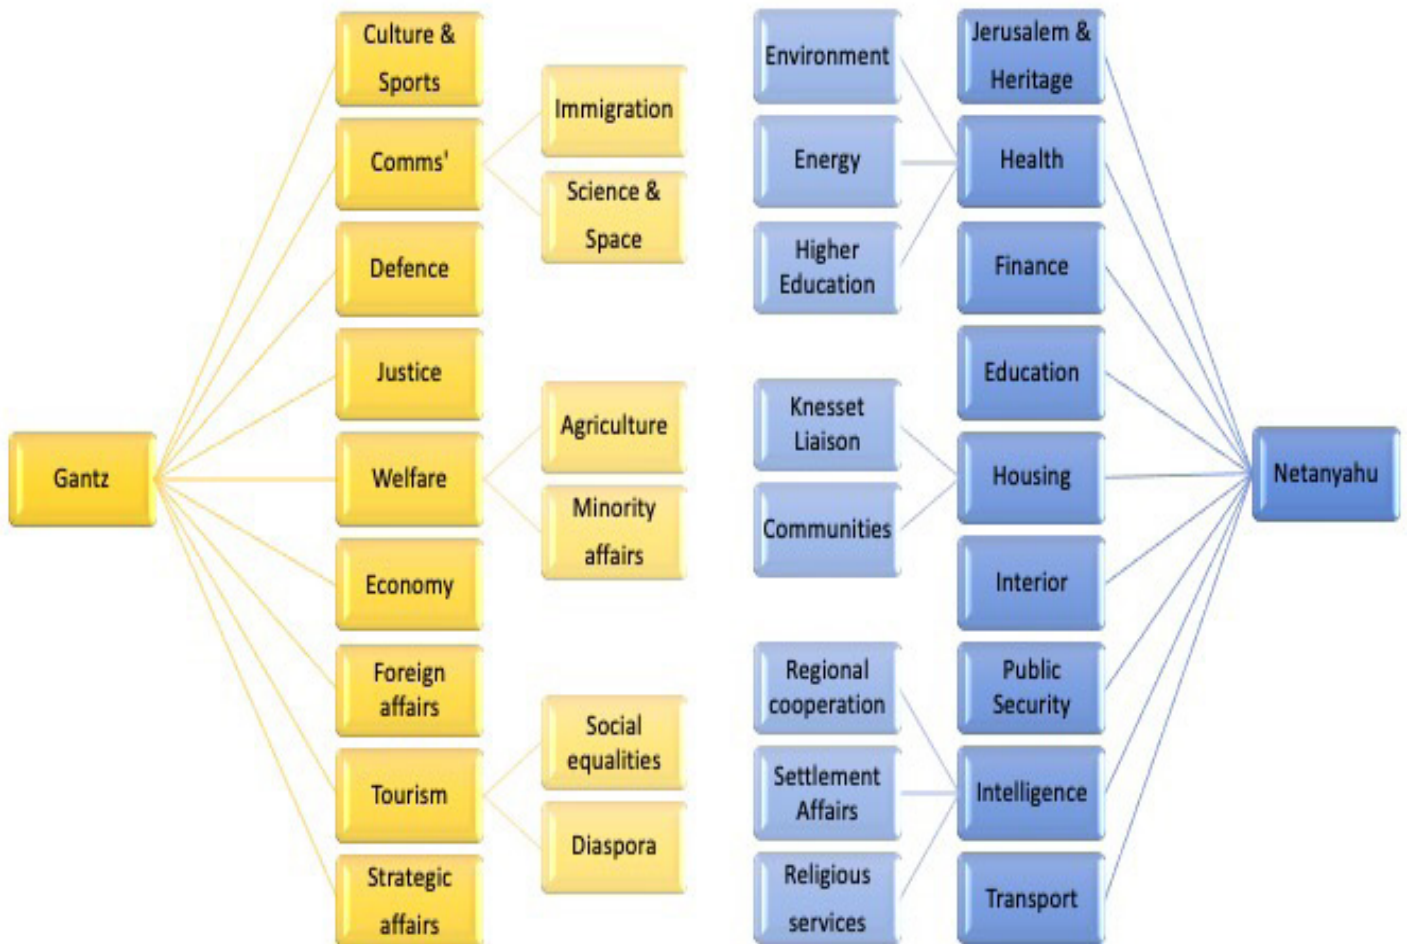 Gantz
Culture &
Sports
Comms'
Defence
Justice
Welfare
Economy
Foreign
affairs
Tourism
Strategic
affairs
Immigration
Science &
Space
Agriculture
Minority
affairs
Social
equalities
Diaspora
Environment
Energy
Higher
Education
Knesset
Liaison
Communities
Regional
cooperation
Settlement
Affairs
Religious
services
Jerusalem &
Heritage
Health
Finance
Education
Housing
Interior
Public
Security
Intelligence
Transport
Netanyahu